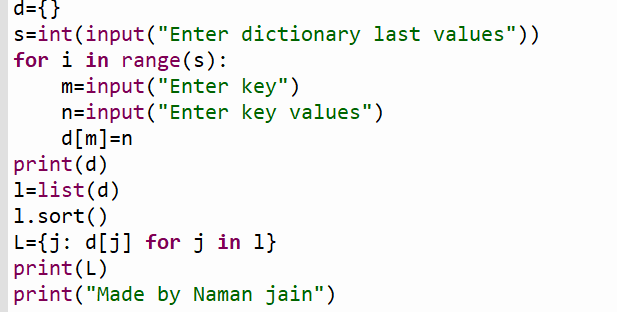 d={}
s=int(input("Enter dictionary last values"))
for i in range(s):
    m=input("Enter key")
    n=input("Enter key values")
    d[m]=n
print(d)
l=list(d)
l.sort()
L={j: d[j] for j in l}
print(L)
print("Made by Naman jain")